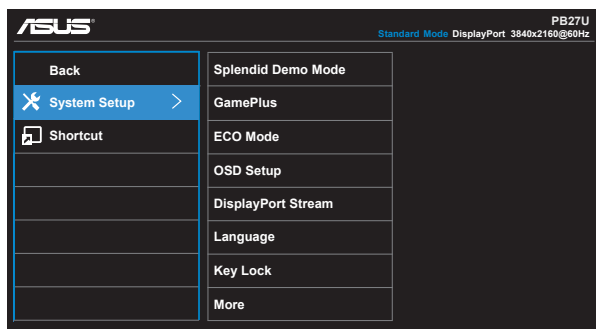 ASUS
PB27U
Standard Mode DisplayPort 3840x2160@60Hz
Back
System Setup
Shortcut
Splendid Demo Mode
GamePlus
ECO Mode
OSD Setup
DisplayPort Stream
Language
Key Lock
More